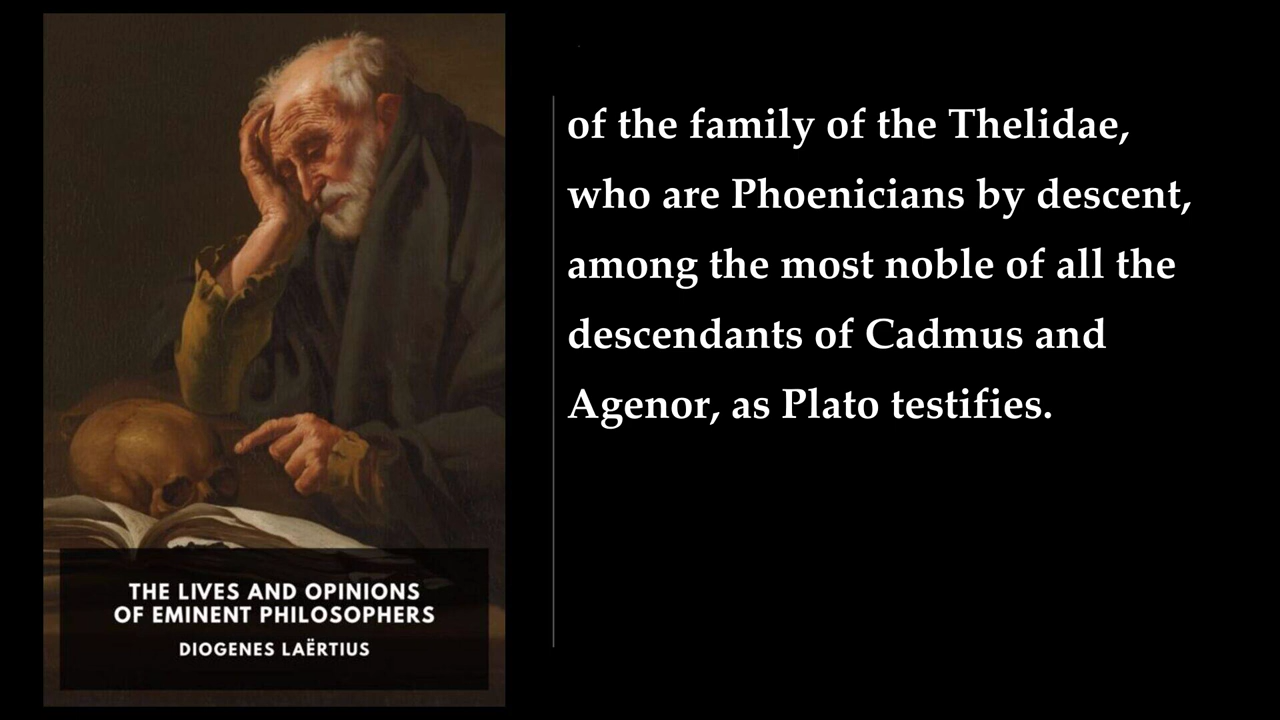 THE LIVES AND OPINIONS
OF EMINENT PHILOSOPHERS
DIOGENES LAËRTIUS
of the family of the Thelidae,
who are Phoenicians by descent,
among the most noble of all the
descendants of Cadmus and
Agenor, as Plato testifies.